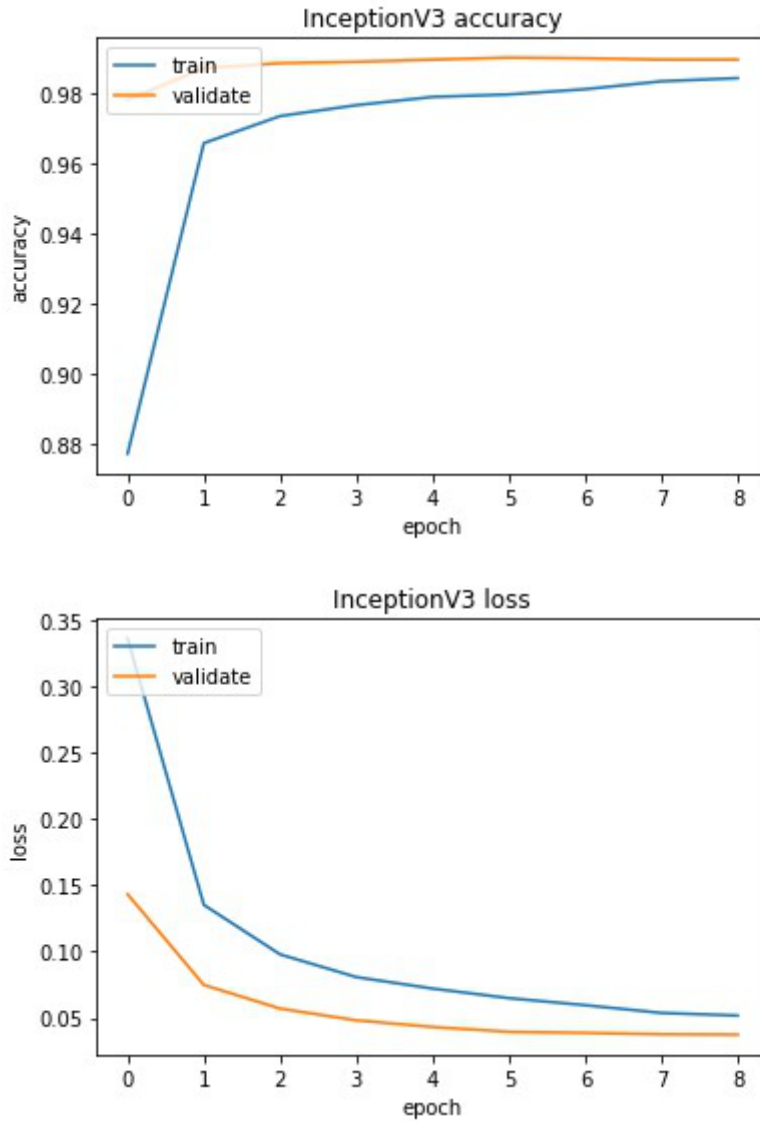 InceptionV3 accuracy
train
validate
0.98
0.96
0.94
0.92
0.90
0.88
accuracy
0 1 2 3 4 5 6 7 8
epoch
InceptionV3 loss
train
validate
0.35
0.30
0.25
0.20
0.15
0.10
0.05
loss
0 1 2 3 4 5 6 7 8
epoch